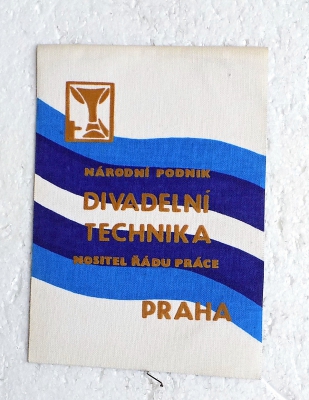 NÁRODNÍ PODNIK
DIVADELNÍ
TECHNIKA
NOSITEL ŘÁDU PRÁCE
PRAHA